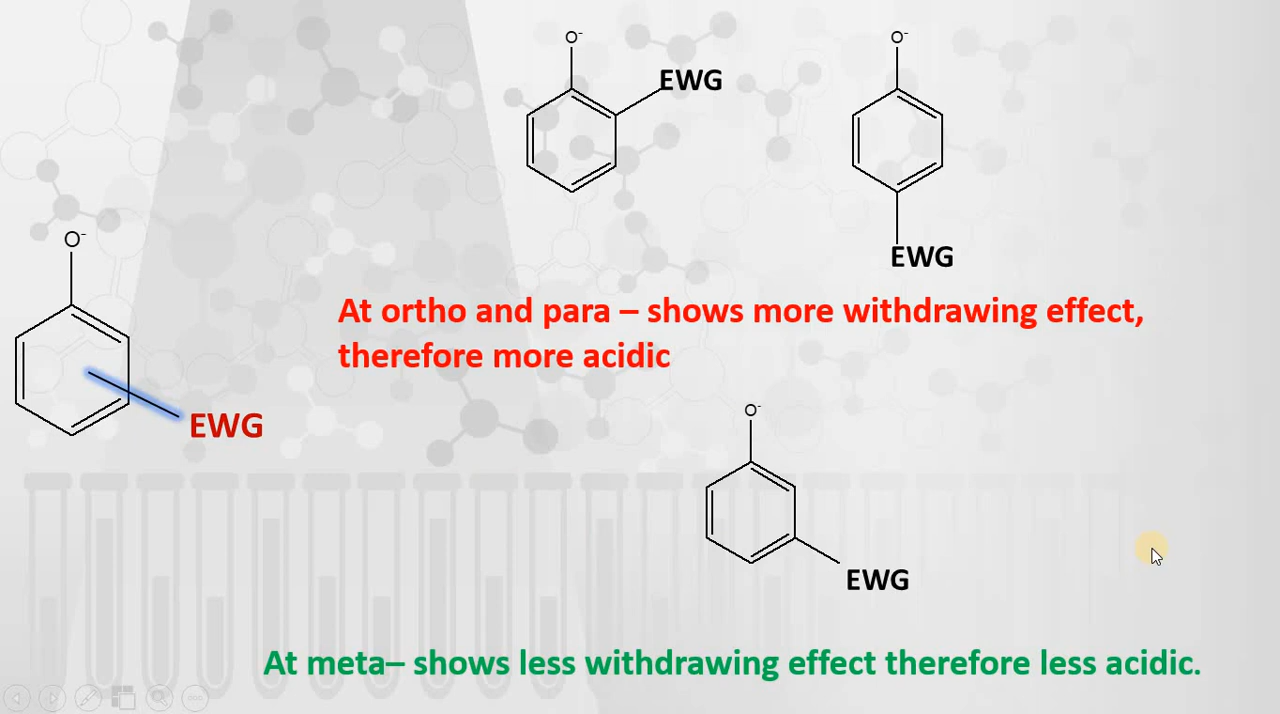 O⁻
EWG
O⁻
EWG
O⁻
EWG
At ortho and para – shows more withdrawing effect,
therefore more acidic
O⁻
EWG
At meta– shows less withdrawing effect therefore less acidic.